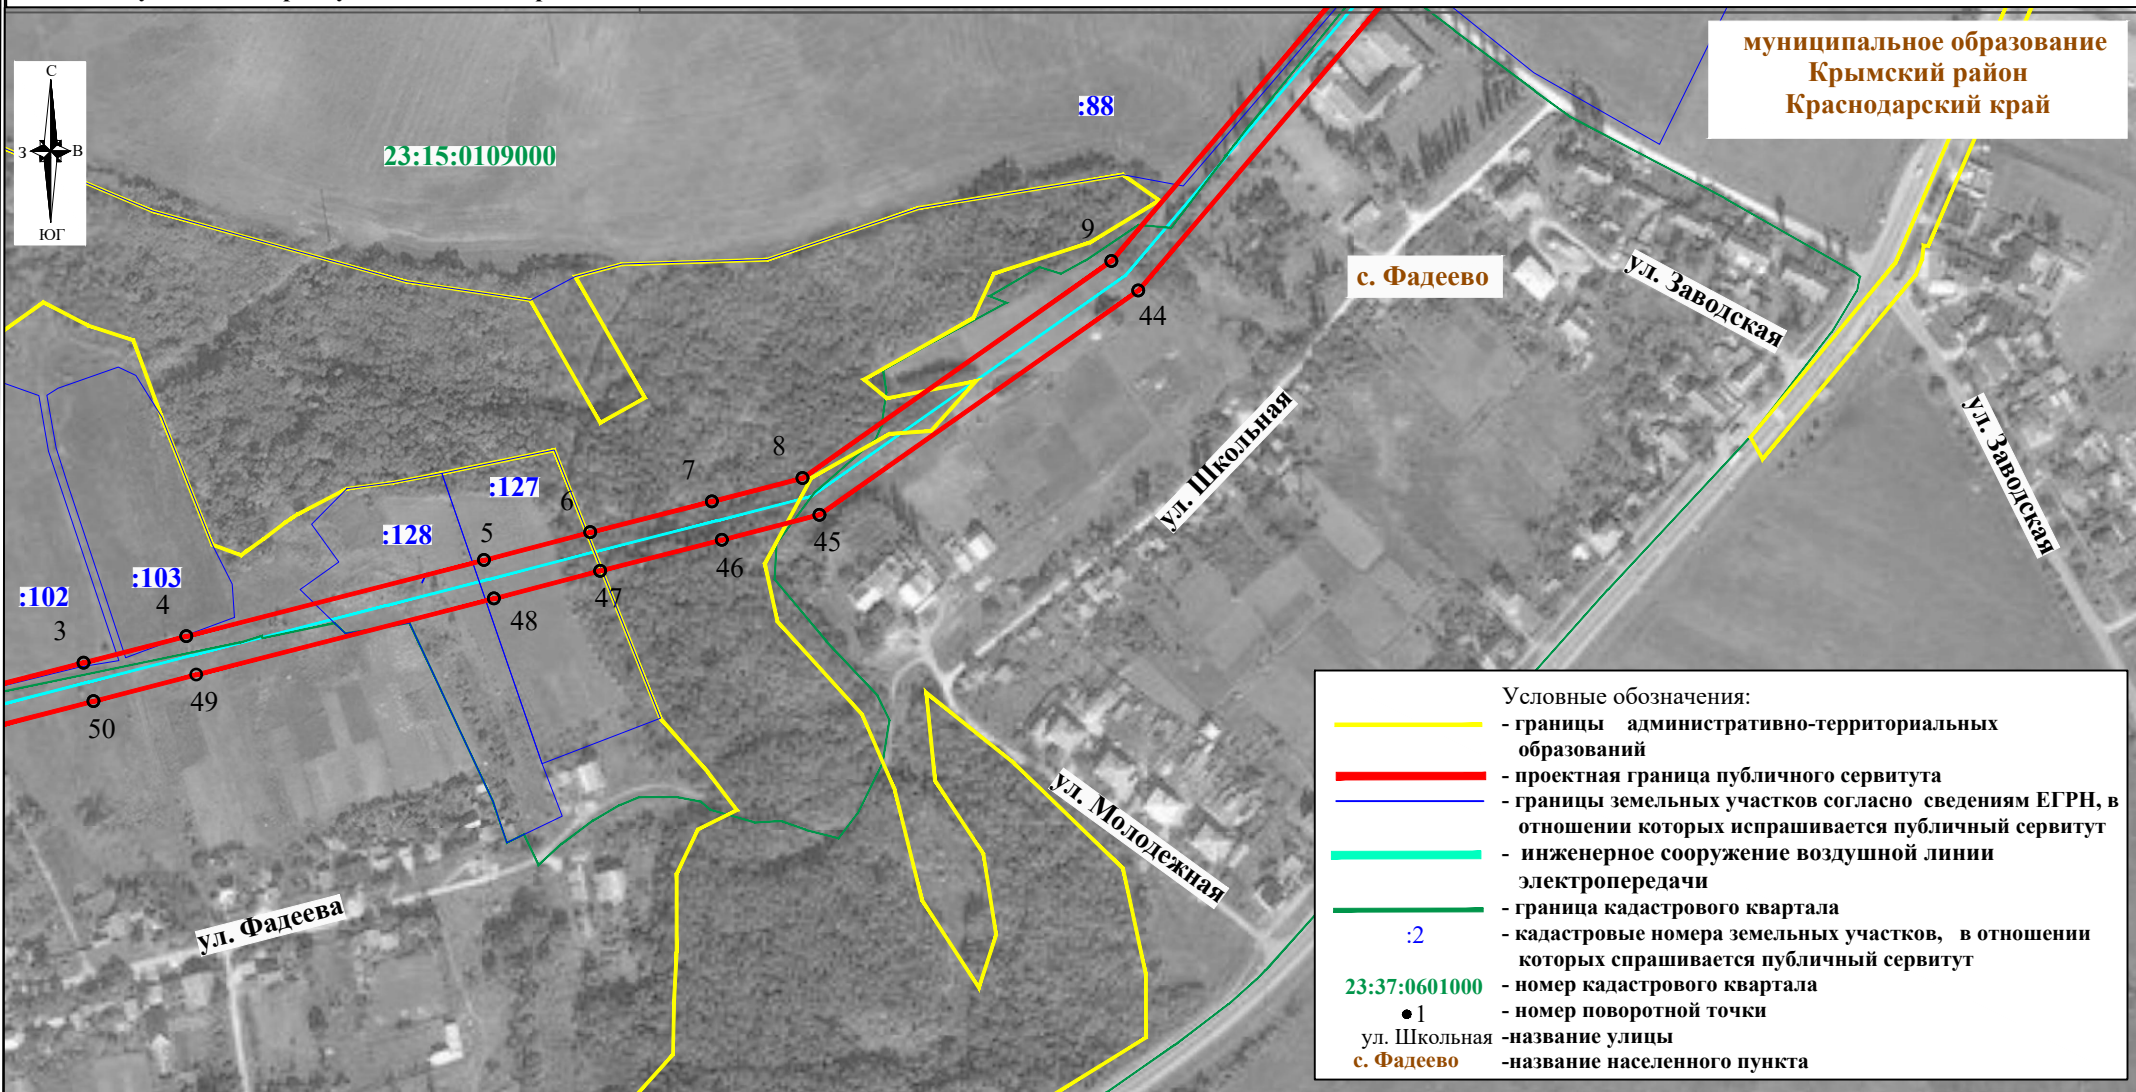 муниципальное образование
Крымский район
Краснодарский край
С
З
В
ЮГ
23:15:0109000
:88
9
44
с. Фадеево
ул. Заводская
ул. Заводская
ул. Школьная
8
7
6
5
:127
:128
:103
:102
4
3
45
46
47
48
49
50
ул. Молодежная
ул. Фадеева
Условные обозначения:
- границы административно-территориальных
образований
- проектная граница публичного сервитута
- границы земельных участков согласно сведениям ЕГРН, в
отношении которых испрашивается публичный сервитут
- инженерное сооружение воздушной линии
электропередачи
- граница кадастрового квартала
:2 - кадастровые номера земельных участков, в отношении
которых спрашивается публичный сервитут
23:37:0601000 - номер кадастрового квартала
1 - номер поворотной точки
ул. Школьная -название улицы
с. Фадеево -название населенного пункта